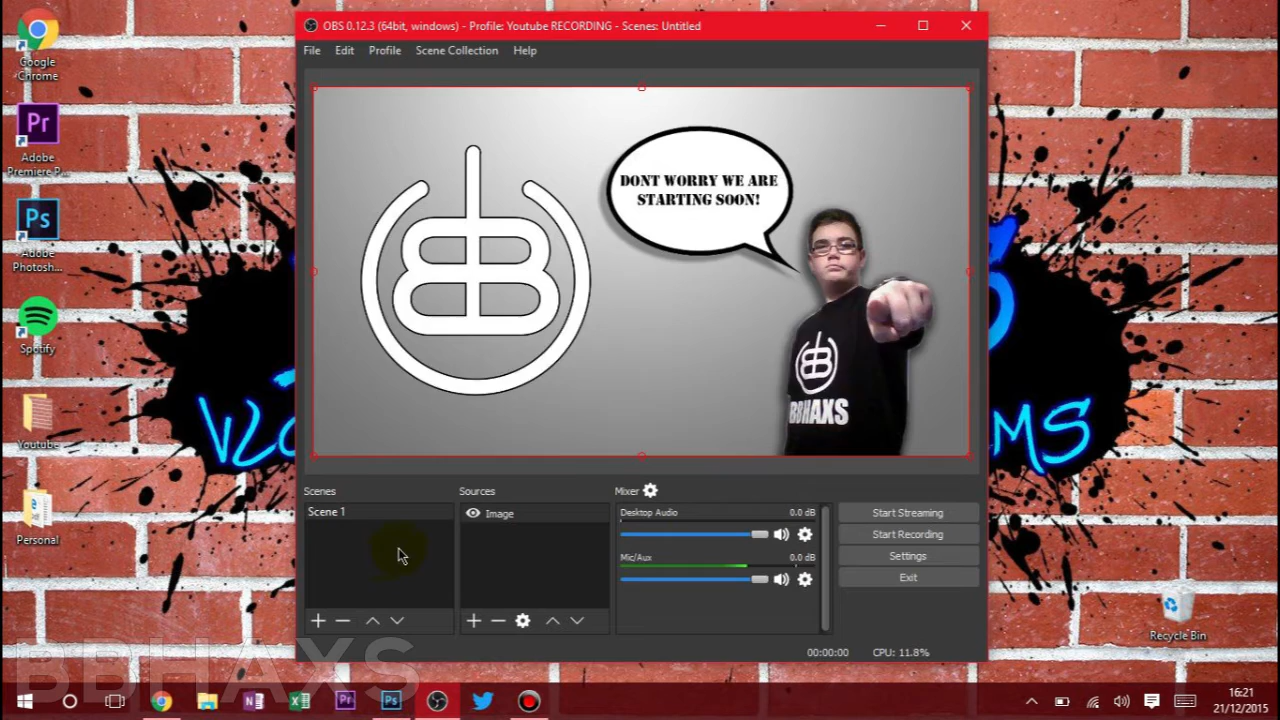 OBS 0.12.3 (64bit, windows) - Profile: Youtube RECORDING - Scenes: Untitled
File Edit Profile Scene Collection Help
Google
Chrome
Adobe
Premiere P...
Adobe
Photosh...
Spotify
Youtube
Personal
DONT WORRY WE ARE
STARTING SOON!
BBHAXS
Scenes
Scene 1
Sources
Image
Mixer
Desktop Audio 0.0 dB
Mic/Aux 0.0 dB
Start Streaming
Start Recording
Settings
Exit
00:00:00 CPU: 11.8%
Recycle Bin
BBHAXS
16:21
21/12/2015